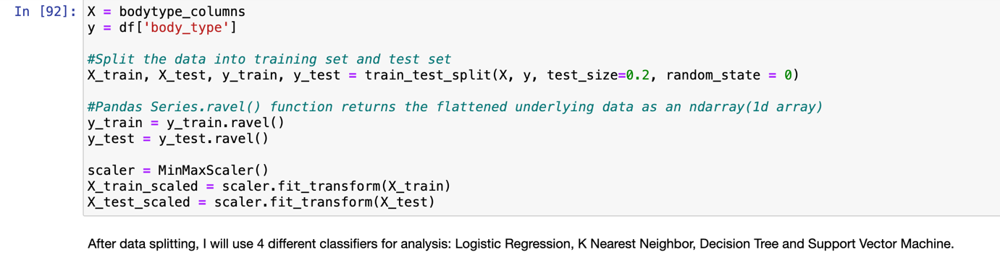 In [92]: X = bodytype_columns
y = df['body_type']
#Split the data into training set and test set
X_train, X_test, y_train, y_test = train_test_split(X, y, test_size=0.2, random_state = 0)
#Pandas Series.ravel() function returns the flattened underlying data as an ndarray(1d array)
y_train = y_train.ravel()
y_test = y_test.ravel()
scaler = MinMaxScaler()
X_train_scaled = scaler.fit_transform(X_train)
X_test_scaled = scaler.fit_transform(X_test)
After data splitting, I will use 4 different classifiers for analysis: Logistic Regression, K Nearest Neighbor, Decision Tree and Support Vector Machine.